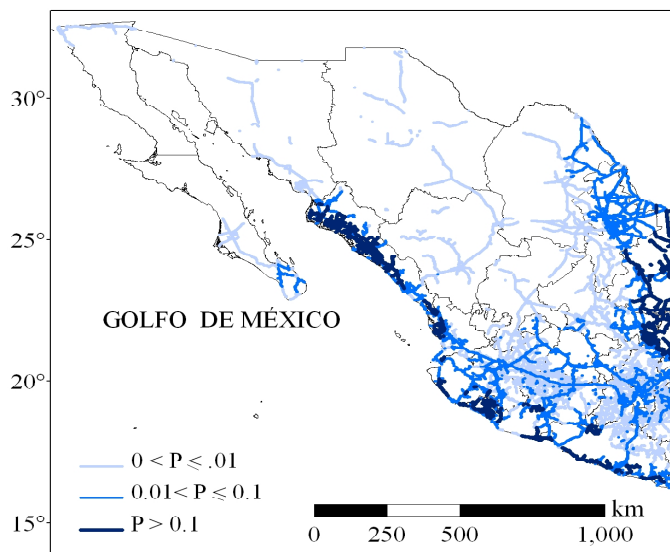 30°
25°
GOLFO DE MÉXICO
20°
0 < P ≤ .01
0.01< P ≤ 0.1
P > 0.1
km
15°
0 250 500 1,000